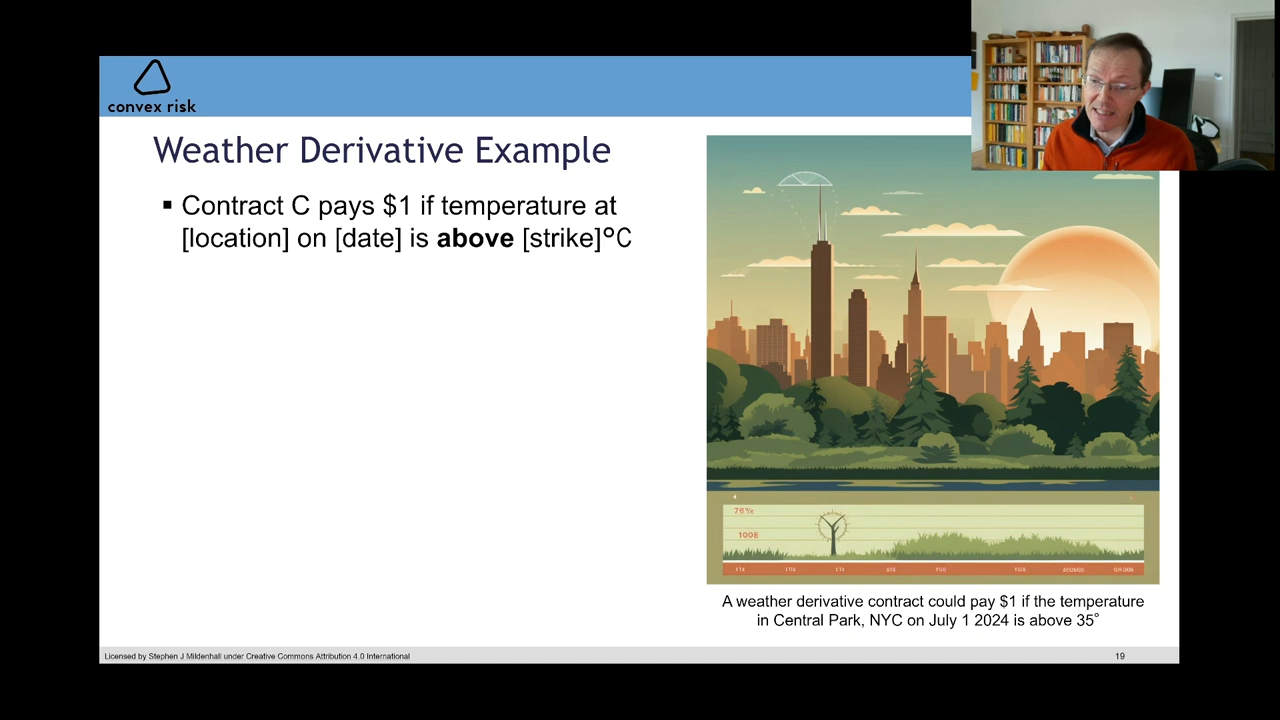 convex risk
Weather Derivative Example
▪ Contract C pays $1 if temperature at
[location] on [date] is above [strike]°C
76%
100E
A weather derivative contract could pay $1 if the temperature
in Central Park, NYC on July 1 2024 is above 35°
Licensed by Stephen J Mildenhall under Creative Commons Attribution 4.0 International
19